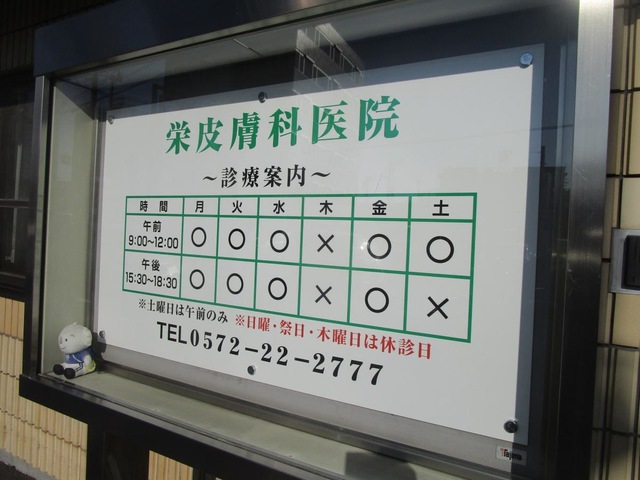 栄皮膚科医院
～診療案内～
時間 月 火 水 木 金 土
午前 9:00～12:00 ○ ○ ○ × ○ ○
午後 15:30～18:30 ○ ○ ○ × ○ ×
※土曜日は午前のみ ※日曜・祭日・木曜日は休診日
TEL0572-22-2777